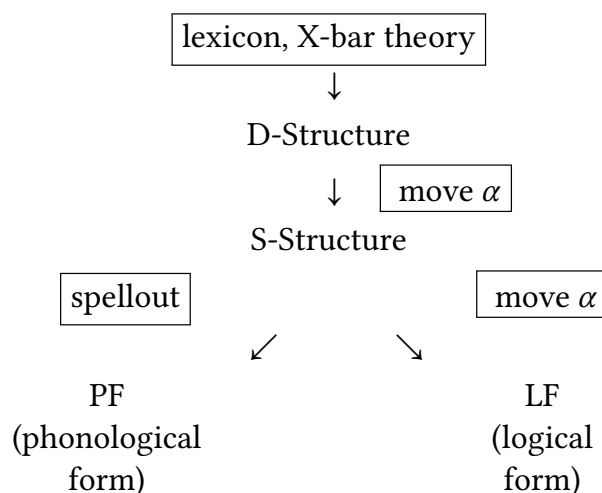 lexicon, X-bar theory
↓
D-Structure
↓ move α
S-Structure
spellout move α
↙ ↘
PF LF
(phonological (logical
form) form)